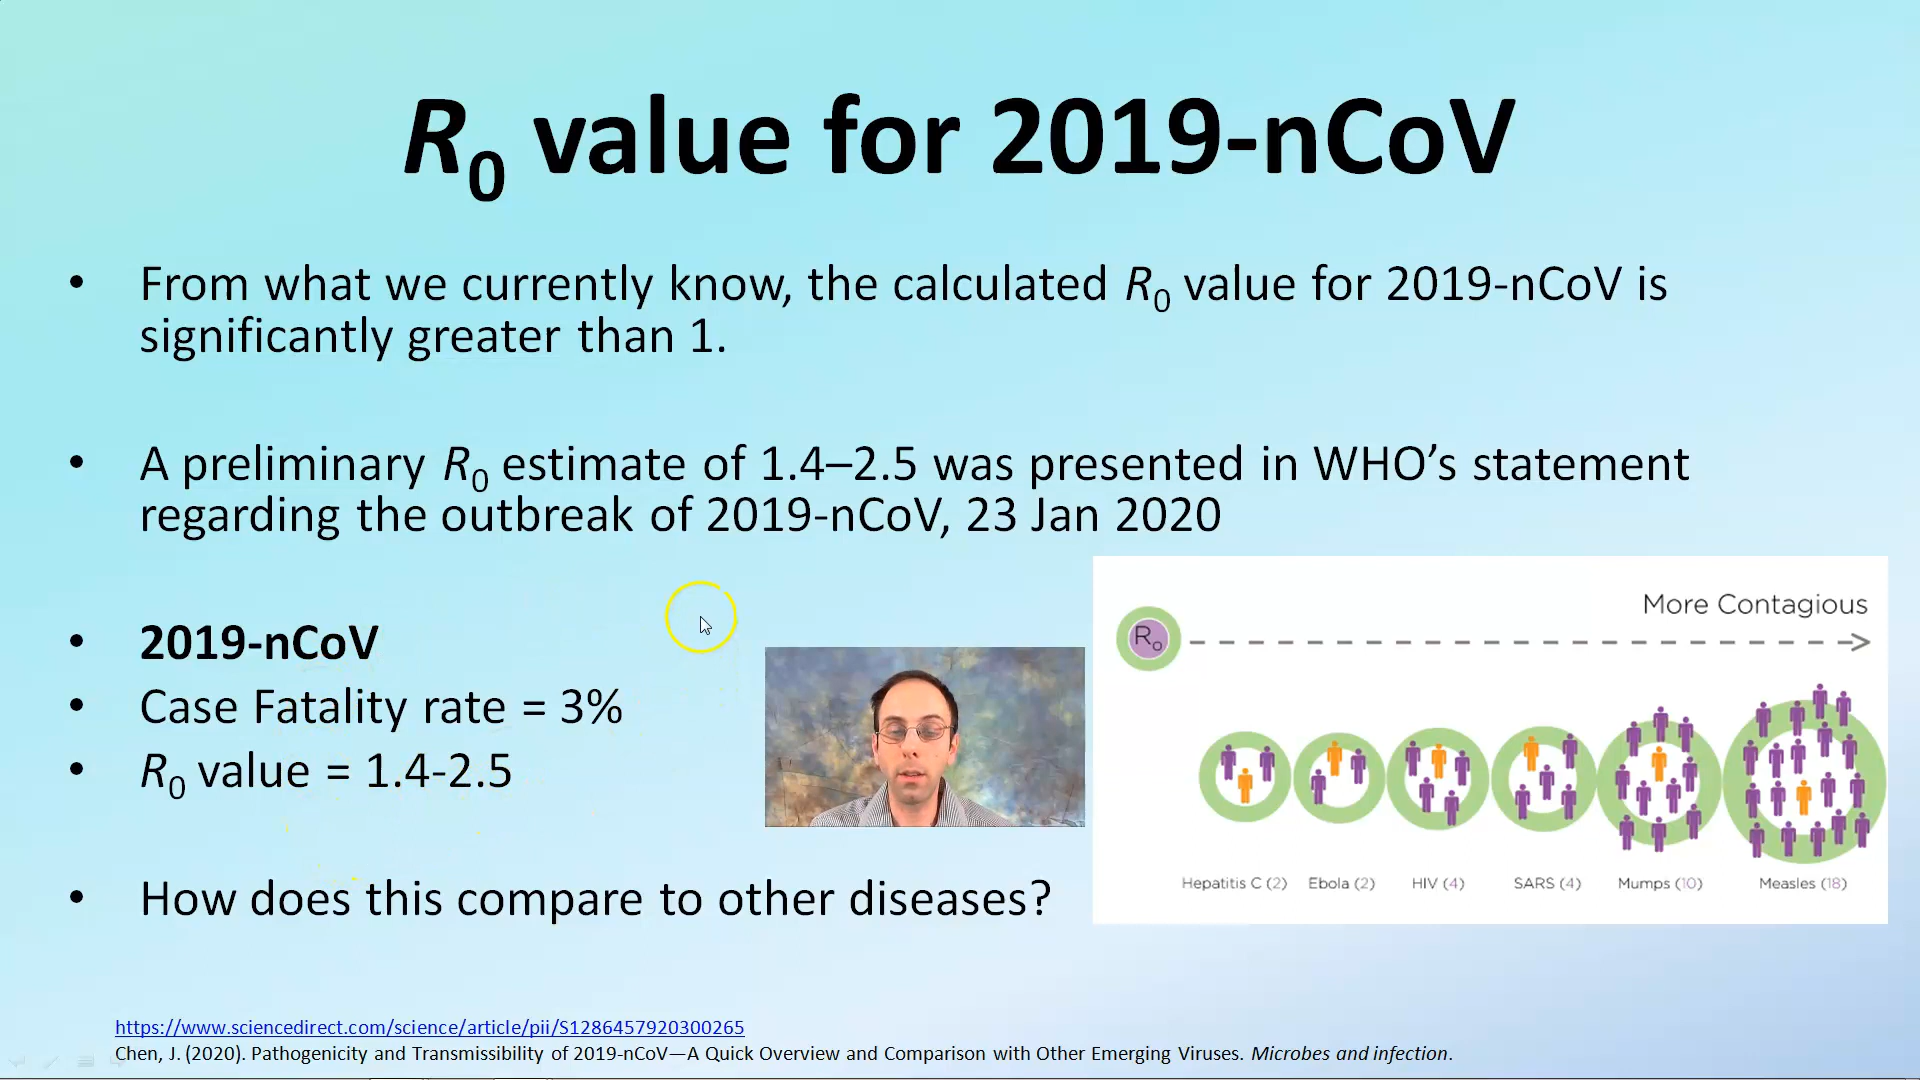 R0 value for 2019-nCoV
• From what we currently know, the calculated R0 value for 2019-nCoV is
significantly greater than 1.
• A preliminary R0 estimate of 1.4–2.5 was presented in WHO’s statement
regarding the outbreak of 2019-nCoV, 23 Jan 2020
• 2019-nCoV
• Case Fatality rate = 3%
• R0 value = 1.4-2.5
• How does this compare to other diseases?
More Contagious
R0
Hepatitis C (2) Ebola (2) HIV (4) SARS (4) Mumps (10) Measles (18)
https://www.sciencedirect.com/science/article/pii/S1286457920300265
Chen, J. (2020). Pathogenicity and Transmissibility of 2019-nCoV—A Quick Overview and Comparison with Other Emerging Viruses. Microbes and infection.